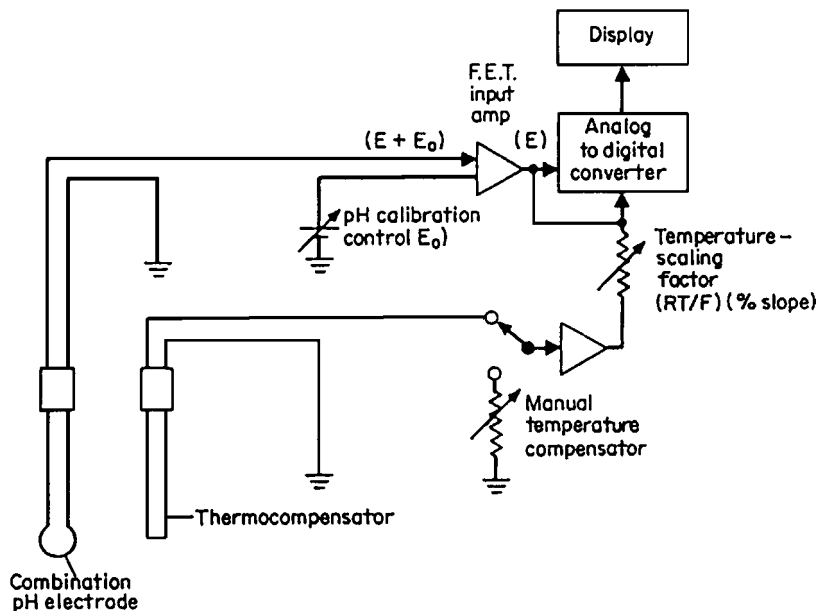 Display
F.E.T.
input
amp
(E + E₀)
(E)
Analog
to digital
converter
pH calibration
control E₀)
Temperature-
scaling
factor
(RT/F) (% slope)
Manual
temperature
compensator
Thermocompensator
Combination
pH electrode